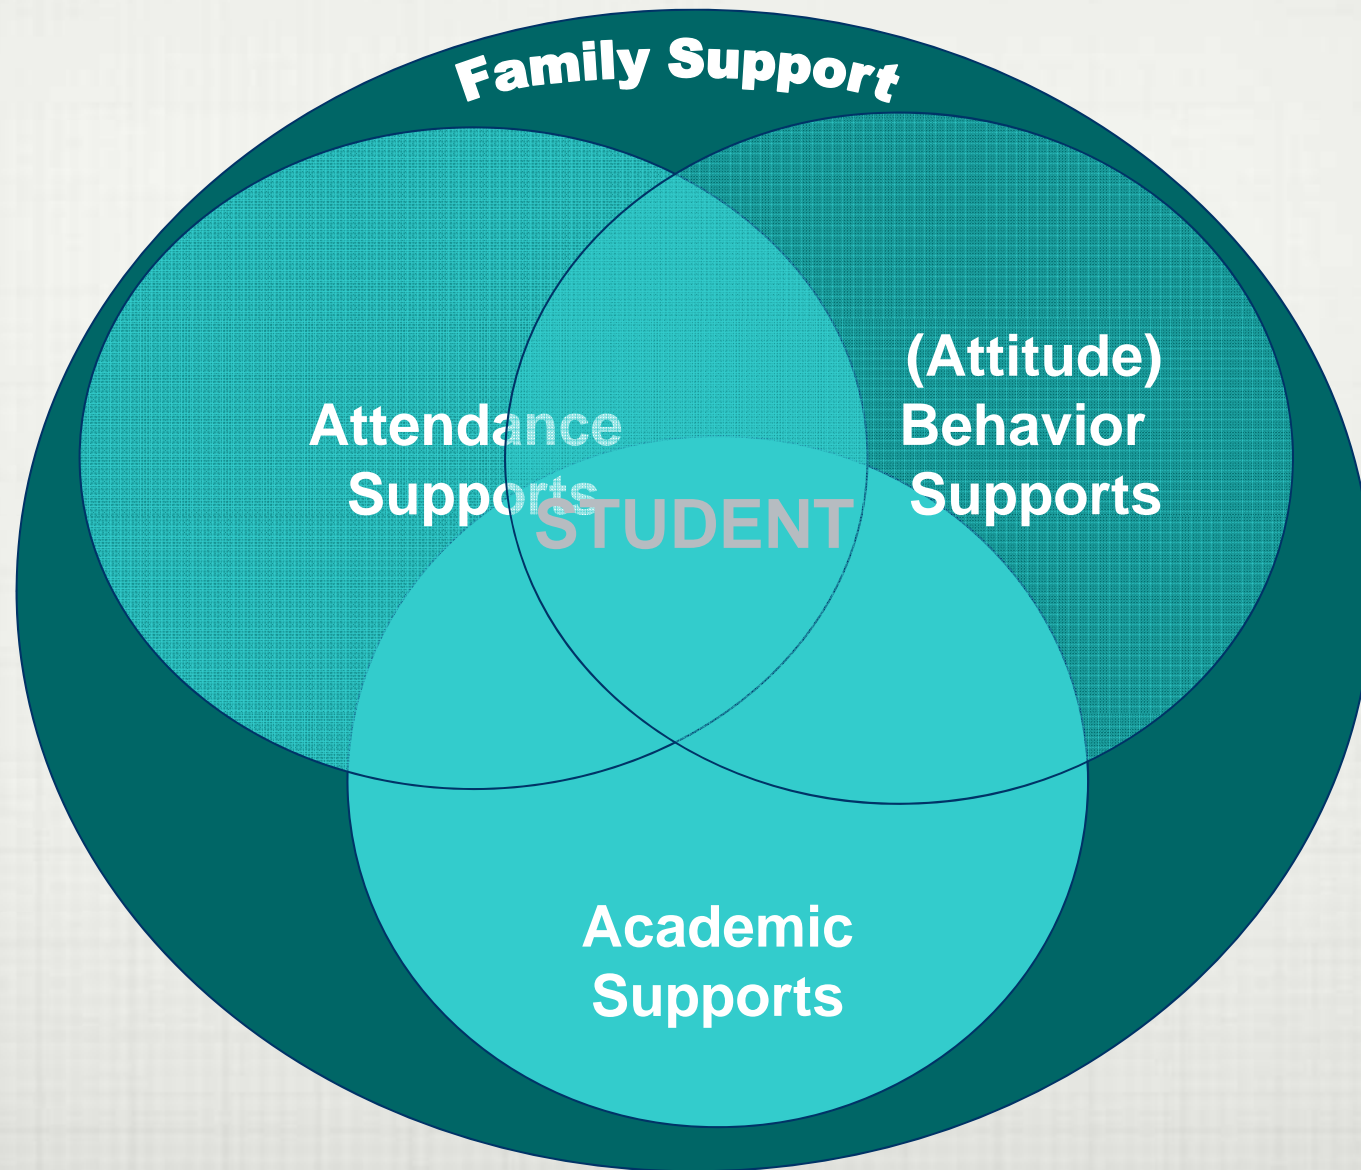 Family Support
(Attitude)
Behavior
Supports
Attendance
Supports
STUDENT
Academic
Supports